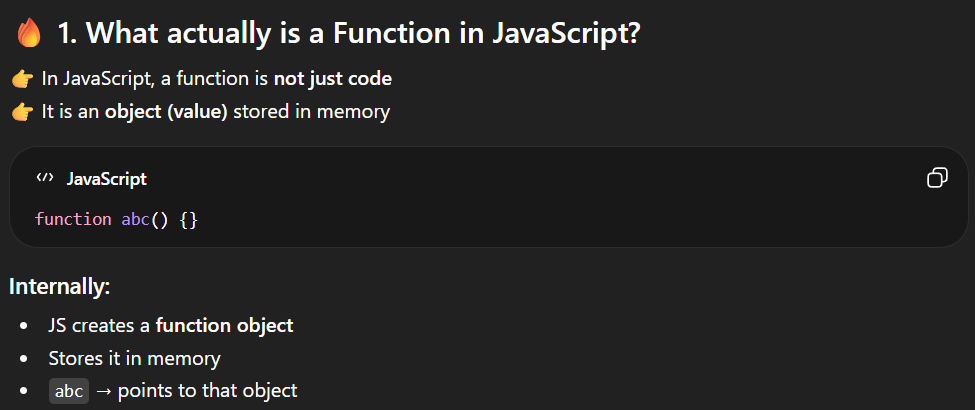 🔥 1. What actually is a Function in JavaScript?
👉 In JavaScript, a function is not just code
👉 It is an object (value) stored in memory
</> JavaScript
function abc() {}
Internally:
• JS creates a function object
• Stores it in memory
• abc → points to that object